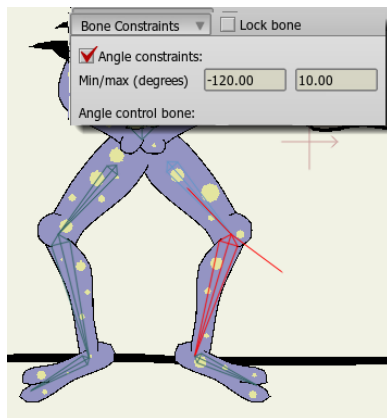 Bone Constraints Lock bone
Angle constraints:
Min/max (degrees) -120.00 10.00
Angle control bone: